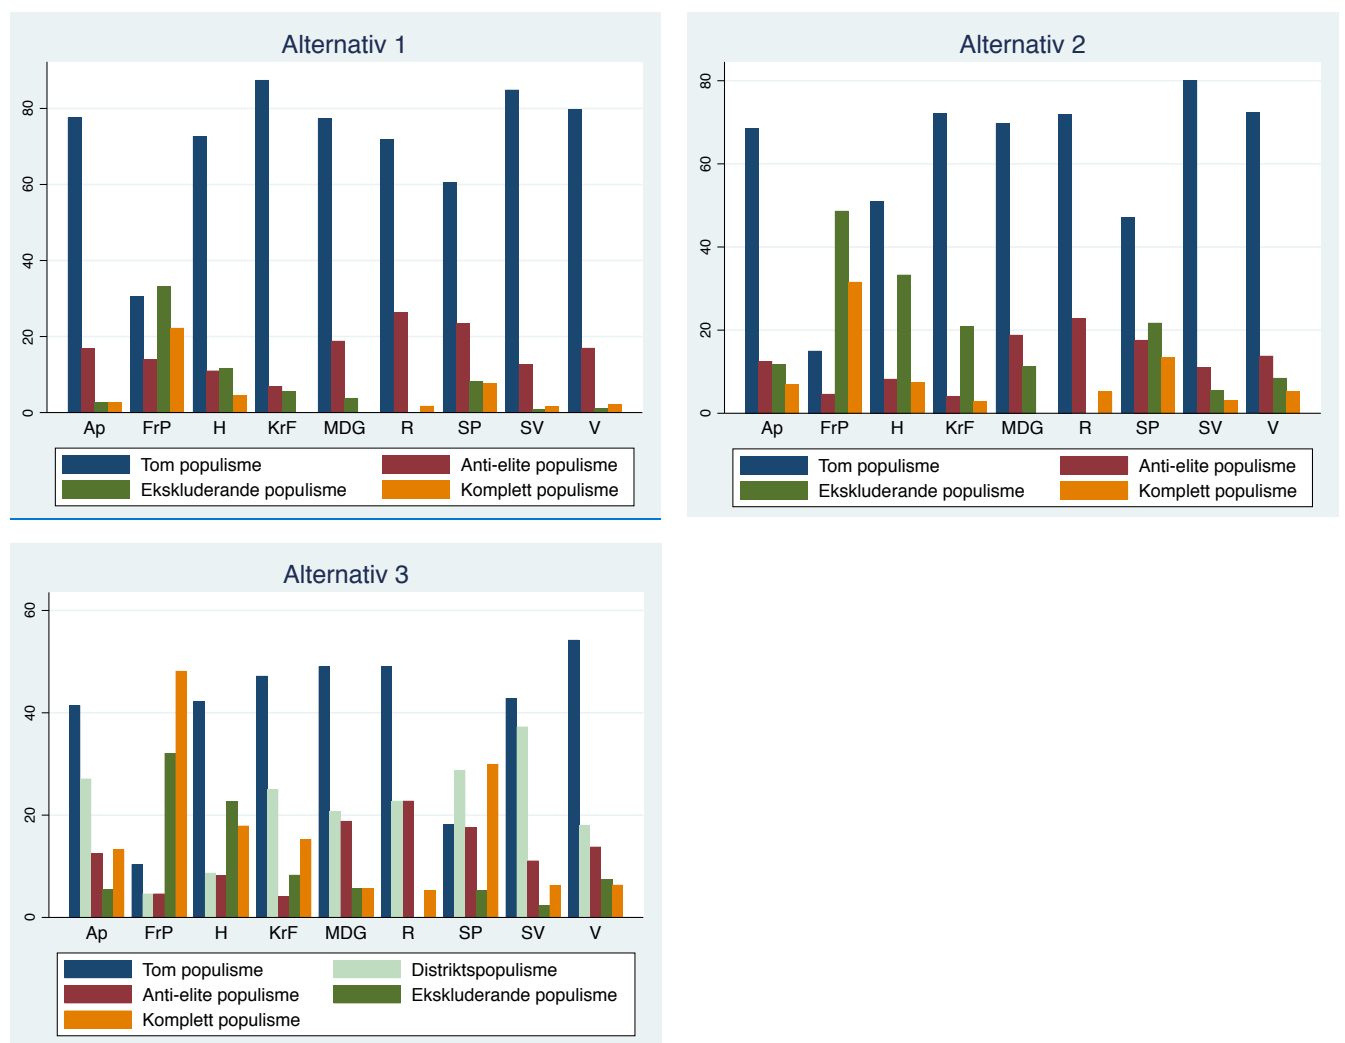 Alternativ 1
80
60
40
20
0
Ap FrP H KrF MDG R SP SV V
Tom populisme Anti-elite populisme
Ekskluderande populisme Komplett populisme
Alternativ 2
80
60
40
20
0
Ap FrP H KrF MDG R SP SV V
Tom populisme Anti-elite populisme
Ekskluderande populisme Komplett populisme
Alternativ 3
60
40
20
0
Ap FrP H KrF MDG R SP SV V
Tom populisme Distriktspopulisme
Anti-elite populisme Ekskluderande populisme
Komplett populisme